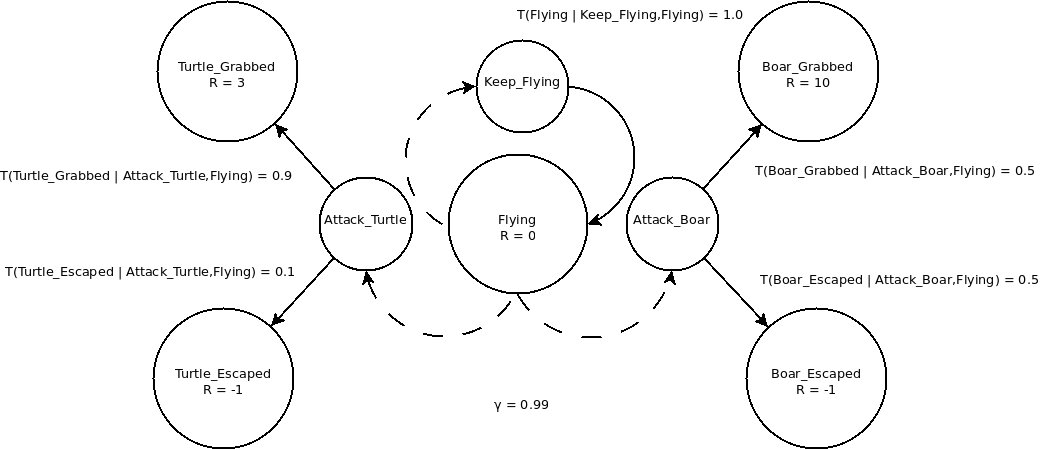 T(Flying | Keep_Flying,Flying) = 1.0
Turtle_Grabbed
R = 3
Keep_Flying
Boar_Grabbed
R = 10
T(Turtle_Grabbed | Attack_Turtle,Flying) = 0.9
T(Boar_Grabbed | Attack_Boar,Flying) = 0.5
Attack_Turtle
Flying
R = 0
Attack_Boar
T(Turtle_Escaped | Attack_Turtle,Flying) = 0.1
T(Boar_Escaped | Attack_Boar,Flying) = 0.5
Turtle_Escaped
R = -1
Boar_Escaped
R = -1
γ = 0.99